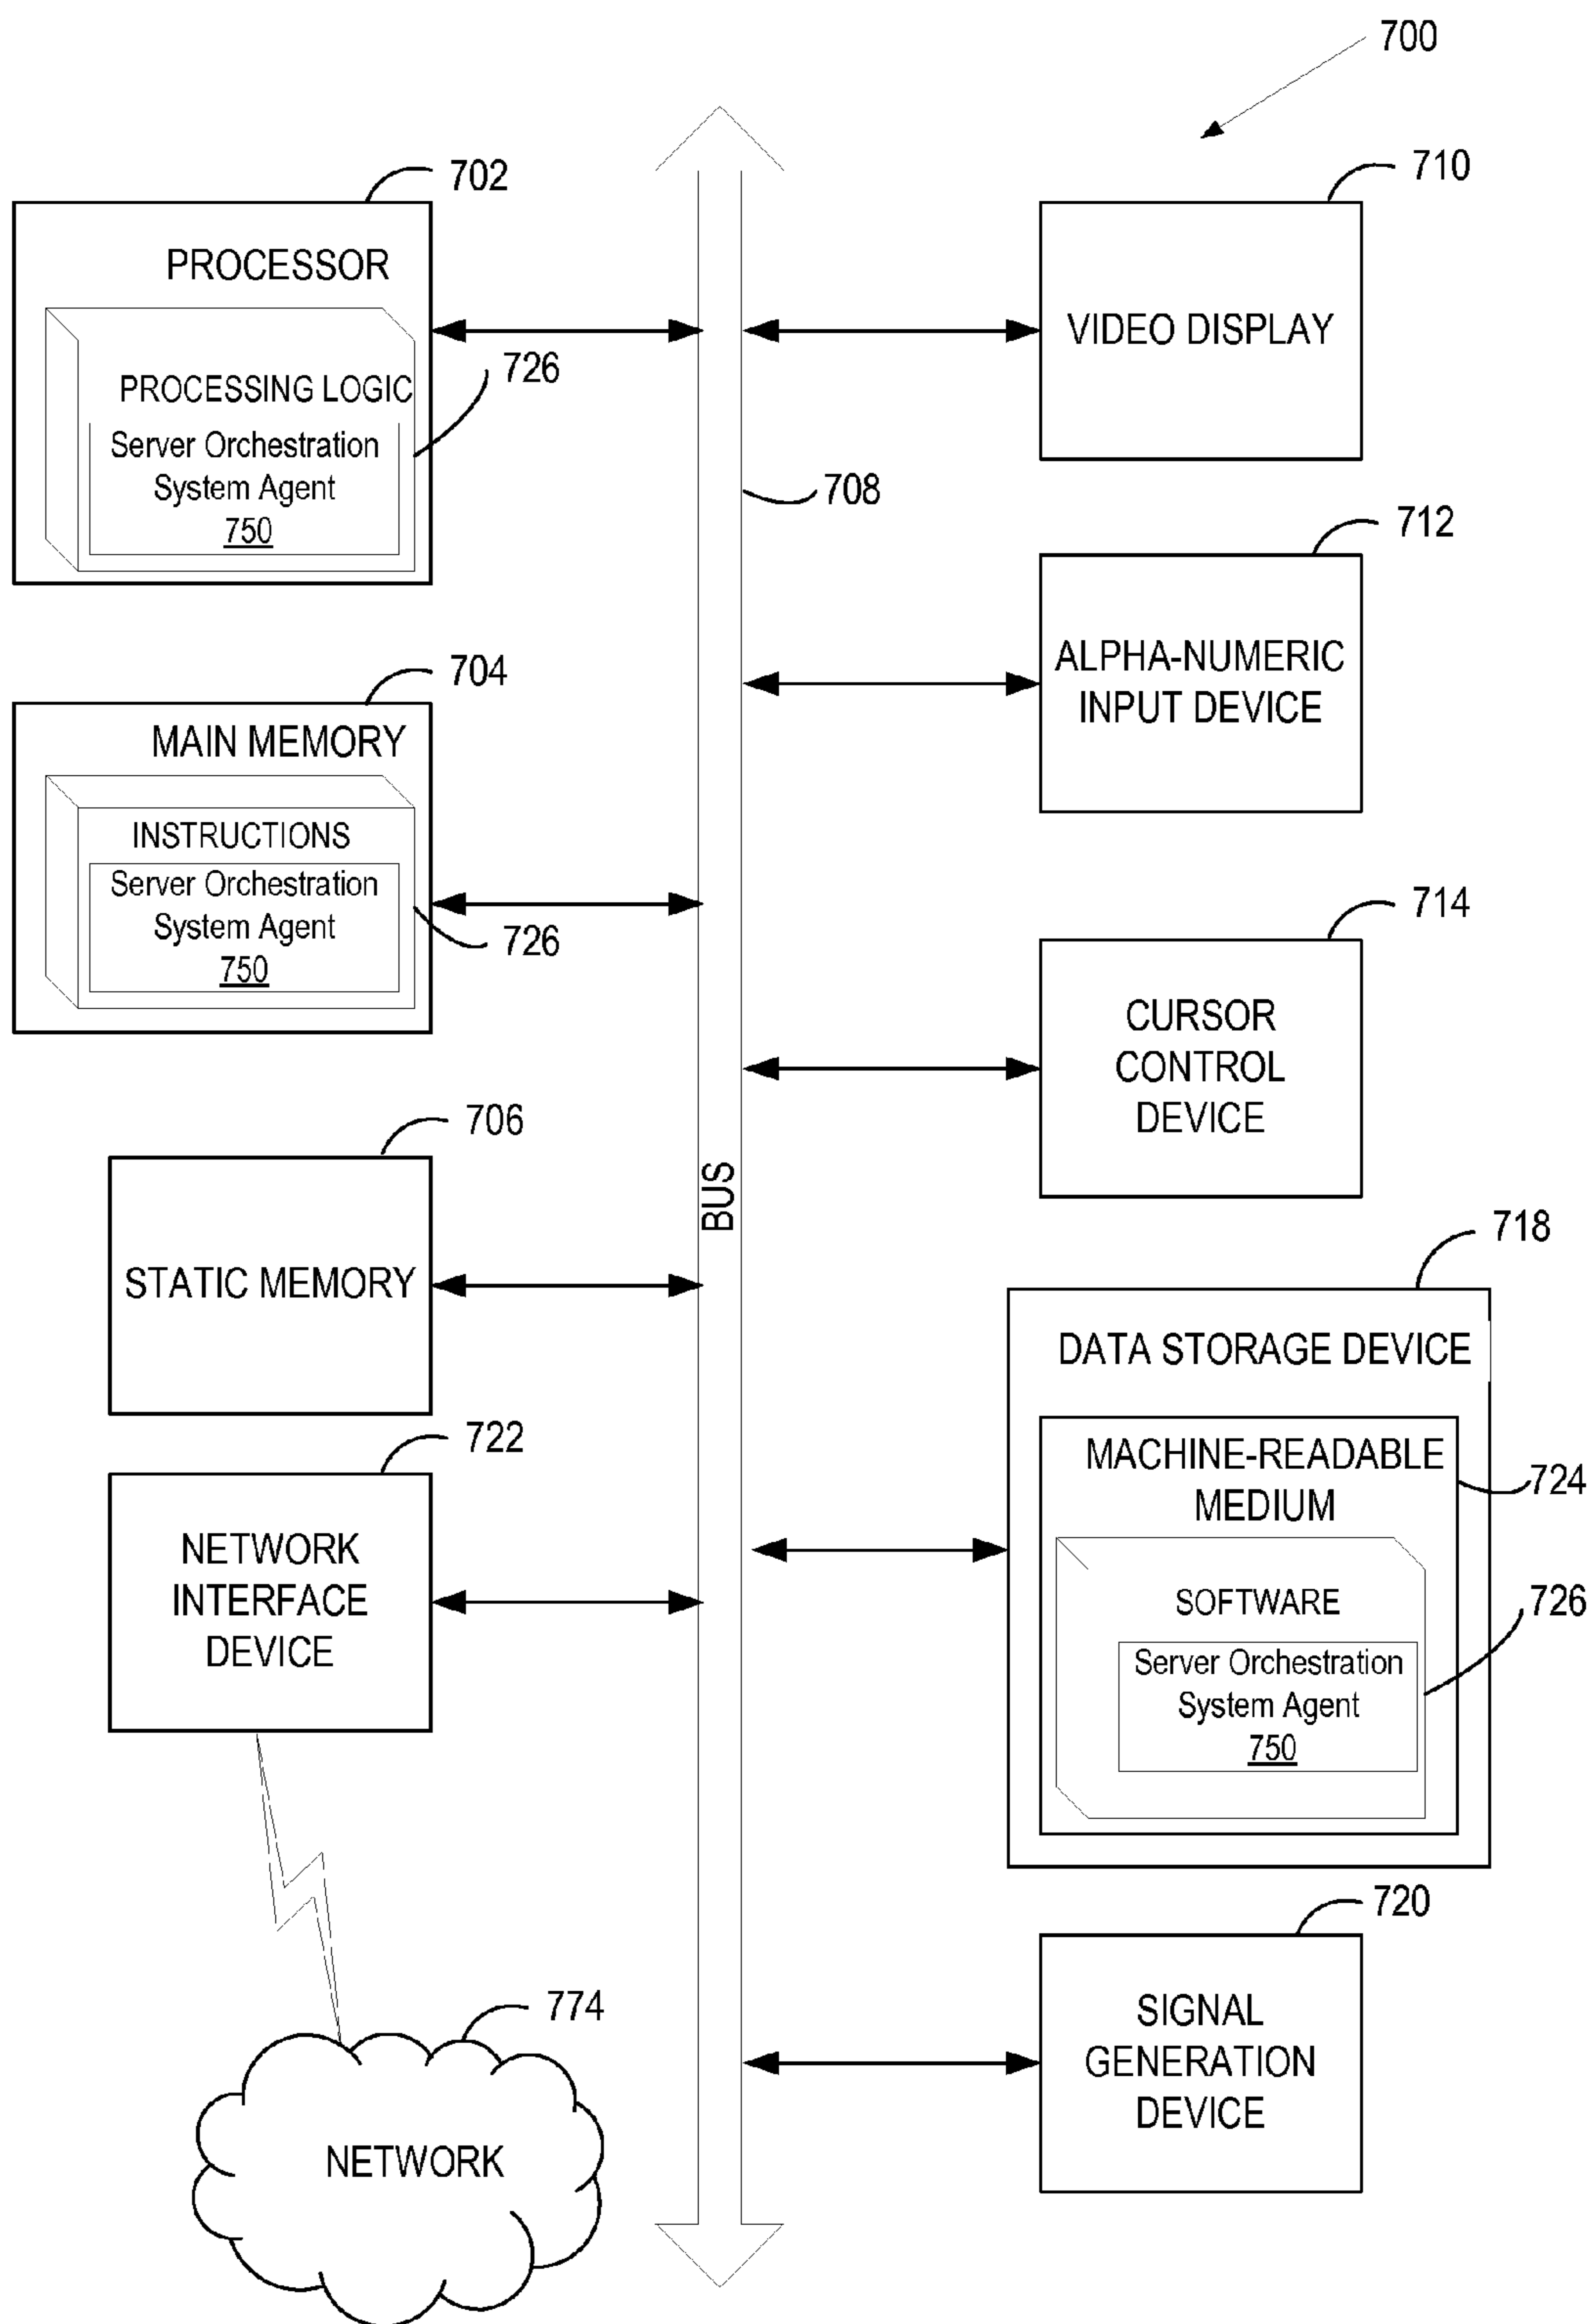 700
702
PROCESSOR
PROCESSING LOGIC
726
Server Orchestration
System Agent
750
704
MAIN MEMORY
INSTRUCTIONS
Server Orchestration
System Agent
750
726
706
STATIC MEMORY
722
NETWORK
INTERFACE
DEVICE
774
NETWORK
708
BUS
710
VIDEO DISPLAY
712
ALPHA-NUMERIC
INPUT DEVICE
714
CURSOR
CONTROL
DEVICE
718
DATA STORAGE DEVICE
MACHINE-READABLE
MEDIUM
724
SOFTWARE
726
Server Orchestration
System Agent
750
720
SIGNAL
GENERATION
DEVICE